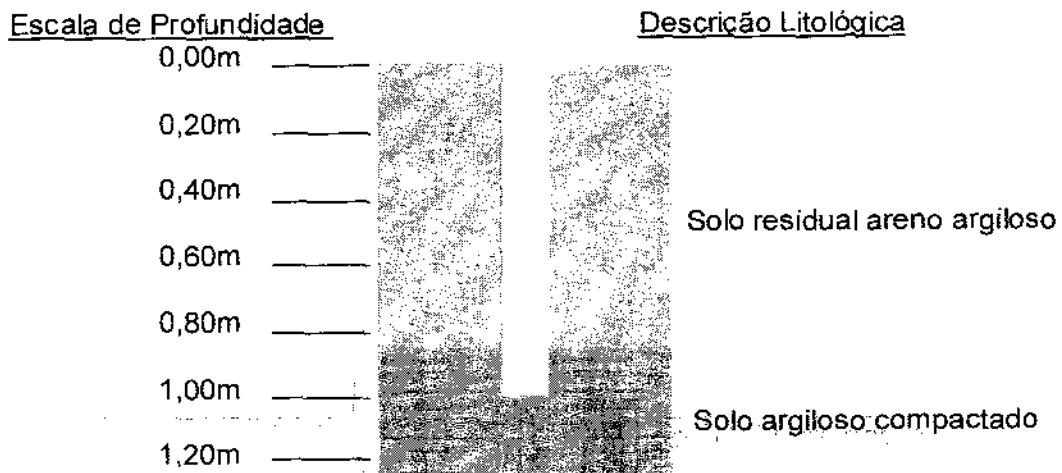 Escala de Profundidade
Descrição Litológica
0,00m
0,20m
0,40m
Solo residual areno argiloso
0,60m
0,80m
1,00m
Solo argiloso compactado
1,20m